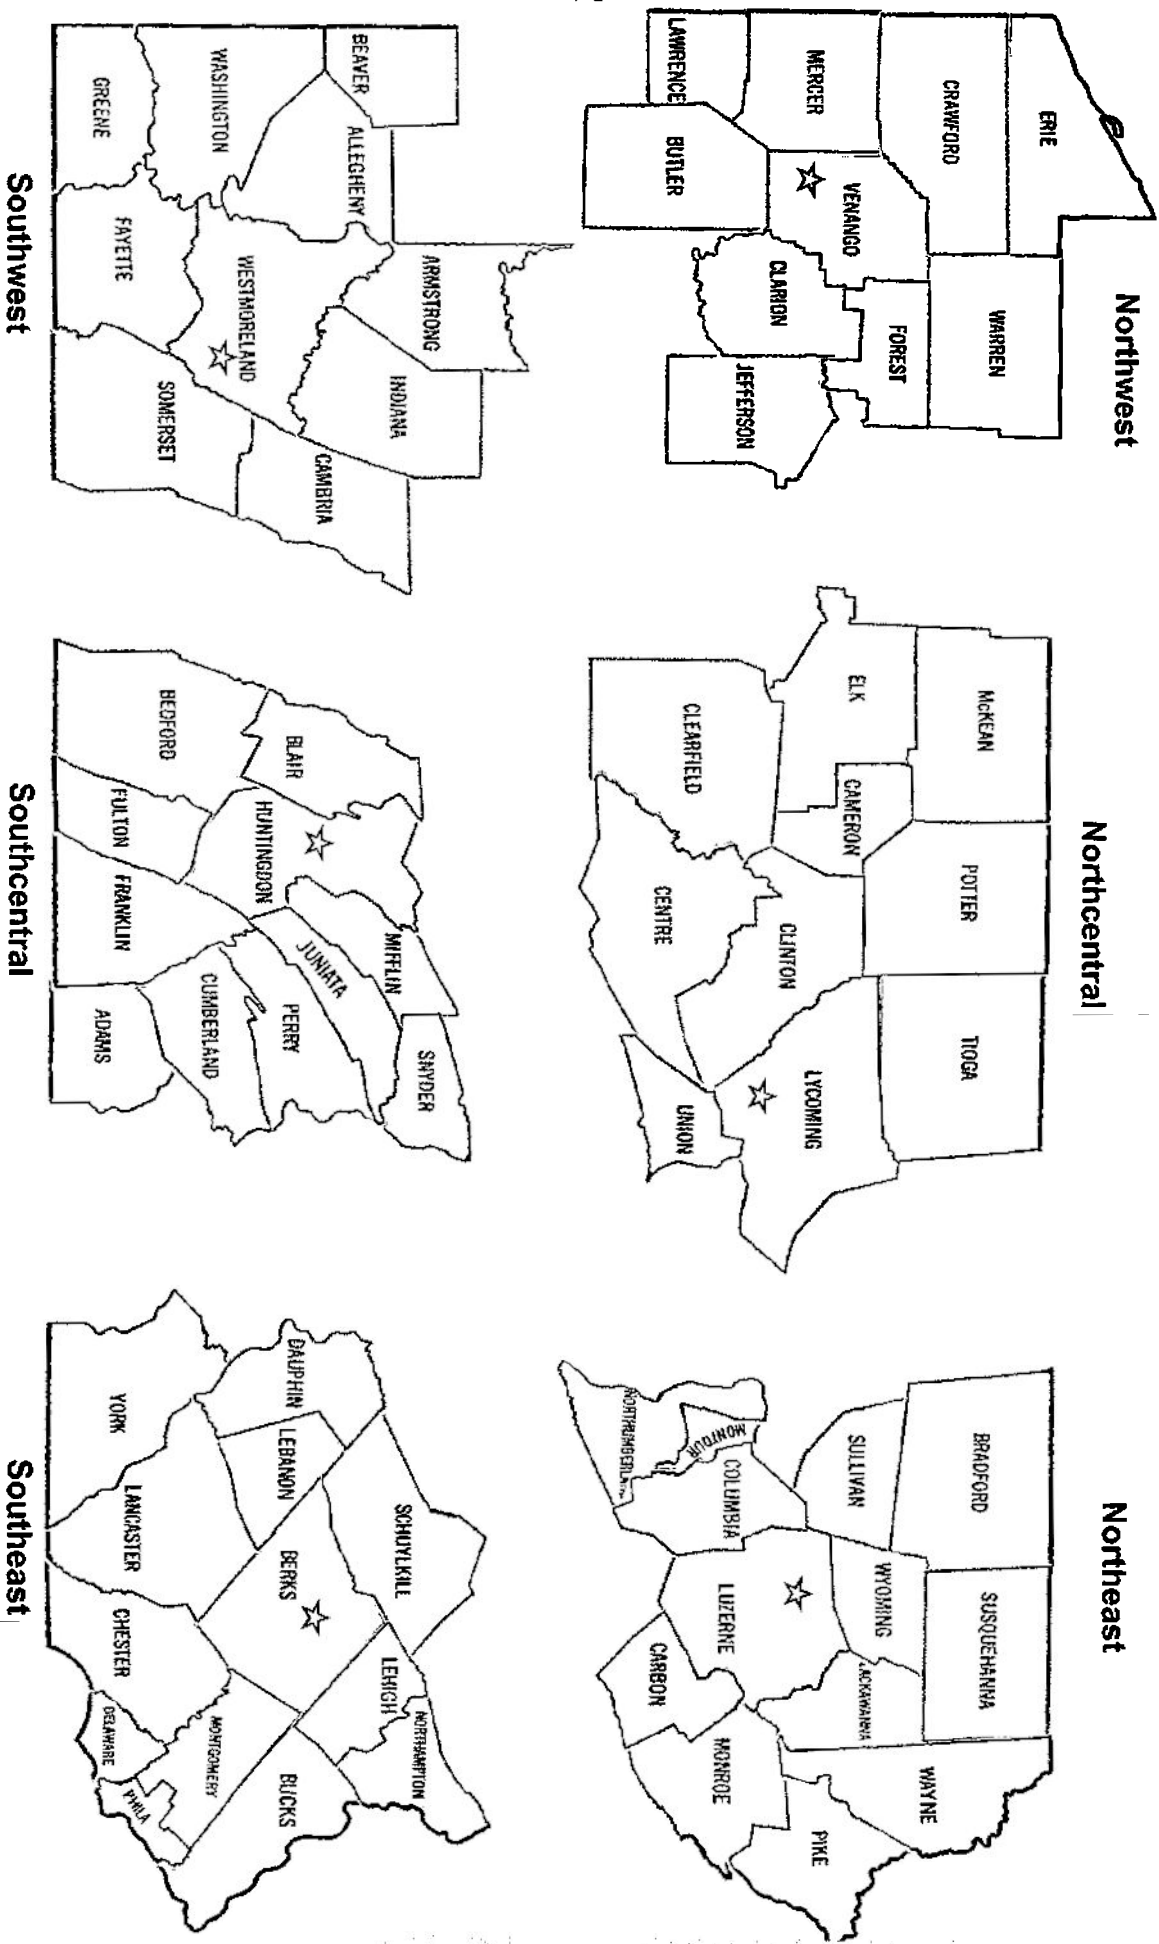 Northwest
ERIE
CRAWFORD
WARREN
MERCER
VENANGO
FOREST
LAWRENCE
BUTLER
CLARION
JEFFERSON
Northcentral
McKEAN
POTTER
TIOGA
ELK
CAMERON
CLINTON
LYCOMING
CLEARFIELD
CENTRE
UNION
Northeast
BRADFORD
SUSQUEHANNA
WAYNE
SULLIVAN
WYOMING
LACKAWANNA
PIKE
MONTOUR
COLUMBIA
LUZERNE
MONROE
CARBON
Southwest
BEAVER
ALLEGHENY
ARMSTRONG
INDIANA
WASHINGTON
WESTMORELAND
CAMBRIA
GREENE
FAYETTE
SOMERSET
Southcentral
BLAIR
HUNTINGDON
MIFFLIN
SNYDER
JUNIATA
PERRY
BEDFORD
FULTON
FRANKLIN
CUMBERLAND
ADAMS
Southeast
DAUPHIN
LEBANON
SCHUYLKILL
BERKS
LEHIGH
NORTHAMPTON
YORK
LANCASTER
CHESTER
MONTGOMERY
BUCKS
DELAWARE
PHILA